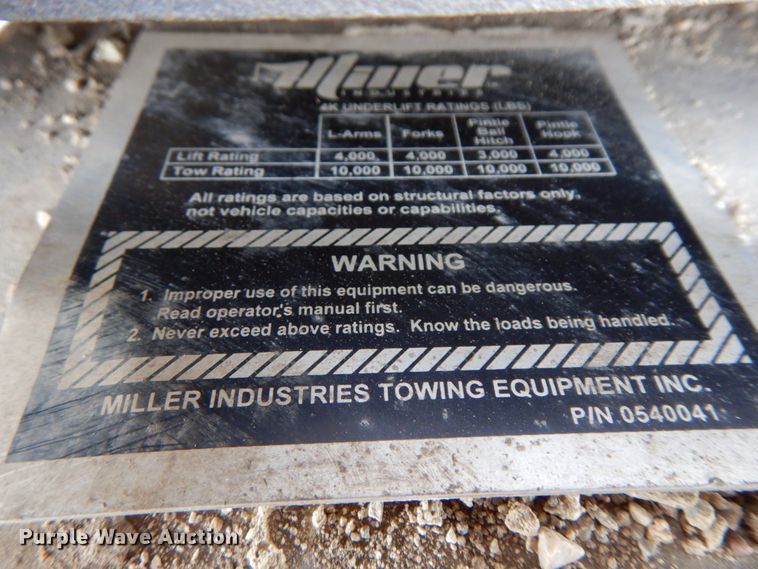 Miller
INDUSTRIES
4K UNDERLIFT RATINGS (LBS)
L-Arms Forks Pintle Ball Hitch Pintle Hook
Lift Rating 4,000 4,000 3,000 4,000
Tow Rating 10,000 10,000 10,000 10,000
All ratings are based on structural factors only,
not vehicle capacities or capabilities.
WARNING
1. Improper use of this equipment can be dangerous.
Read operator's manual first.
2. Never exceed above ratings. Know the loads being handled.
MILLER INDUSTRIES TOWING EQUIPMENT INC.
P/N 0540041
Purple Wave Auction